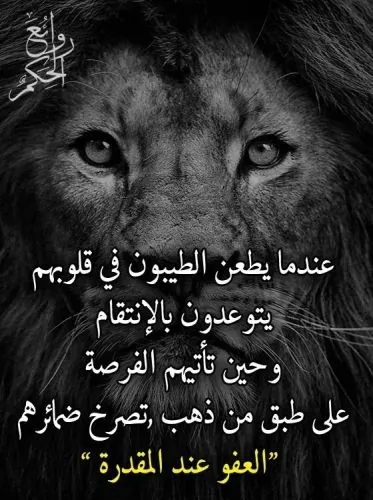 روائع
الحكم
عندما يطعن الطيبون في قلوبهم
يتوعدون بالإنتقام
وحين تأتيهم الفرصة
على طبق من ذهب ,تصرخ ضمائرهم
”العفو عند المقدرة “